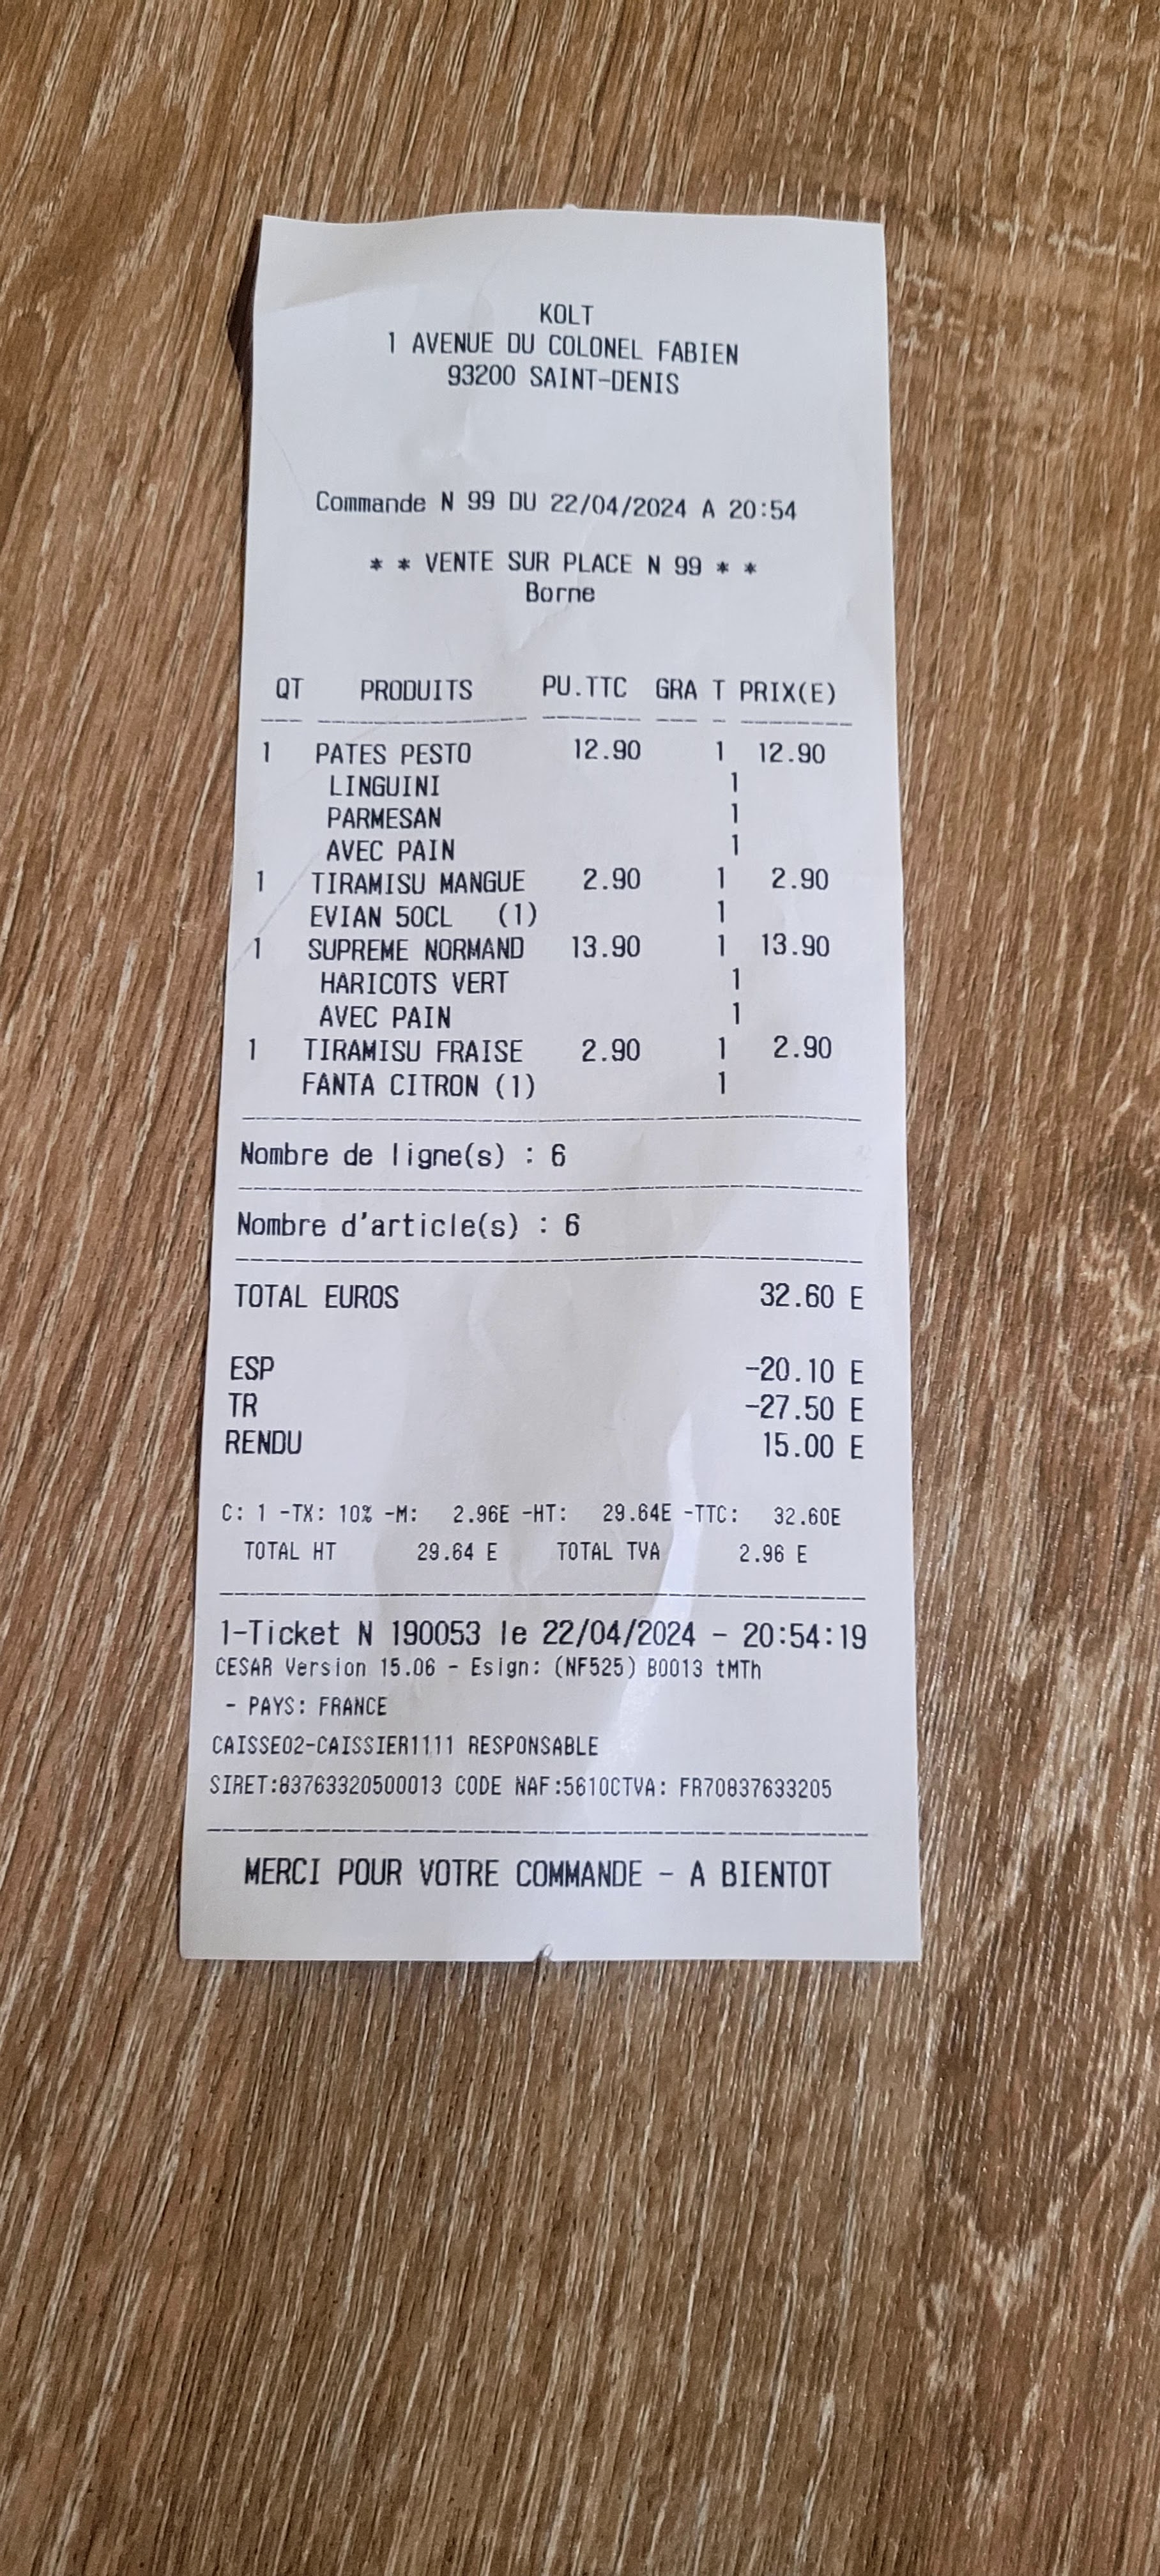 KOLT
1 AVENUE DU COLONEL FABIEN
93200 SAINT-DENIS
Commande N 99 DU 22/04/2024 A 20:54
* * VENTE SUR PLACE N 99 * *
Borne
QT PRODUITS PU.TTC GRA T PRIX(E)
1 PATES PESTO 12.90 1 12.90
LINGUINI 1
PARMESAN 1
AVEC PAIN 1
1 TIRAMISU MANGUE 2.90 1 2.90
EVIAN 50CL (1) 1
1 SUPREME NORMAND 13.90 1 13.90
HARICOTS VERT 1
AVEC PAIN 1
1 TIRAMISU FRAISE 2.90 1 2.90
FANTA CITRON (1) 1
Nombre de ligne(s) : 6
Nombre d'article(s) : 6
TOTAL EUROS 32.60 E
ESP -20.10 E
TR -27.50 E
RENDU 15.00 E
C: 1 -TX: 10% -M: 2.96E -HT: 29.64E -TTC: 32.60E
TOTAL HT 29.64 E TOTAL TVA 2.96 E
1-Ticket N 190053 le 22/04/2024 - 20:54:19
CESAR Version 15.06 - Esign: (NF525) B0013 tMTh
- PAYS: FRANCE
CAISSE02-CAISSIER1111 RESPONSABLE
SIRET:83763320500013 CODE NAF:5610CTVA: FR70837633205
MERCI POUR VOTRE COMMANDE - A BIENTOT